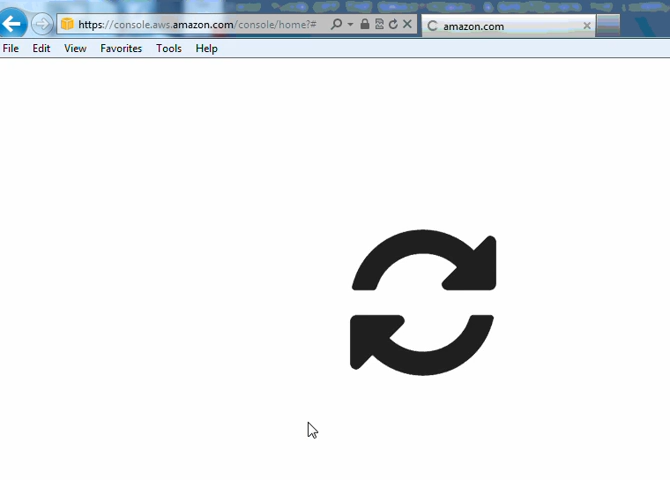 https://console.aws.amazon.com/console/home?#
amazon.com
File Edit View Favorites Tools Help